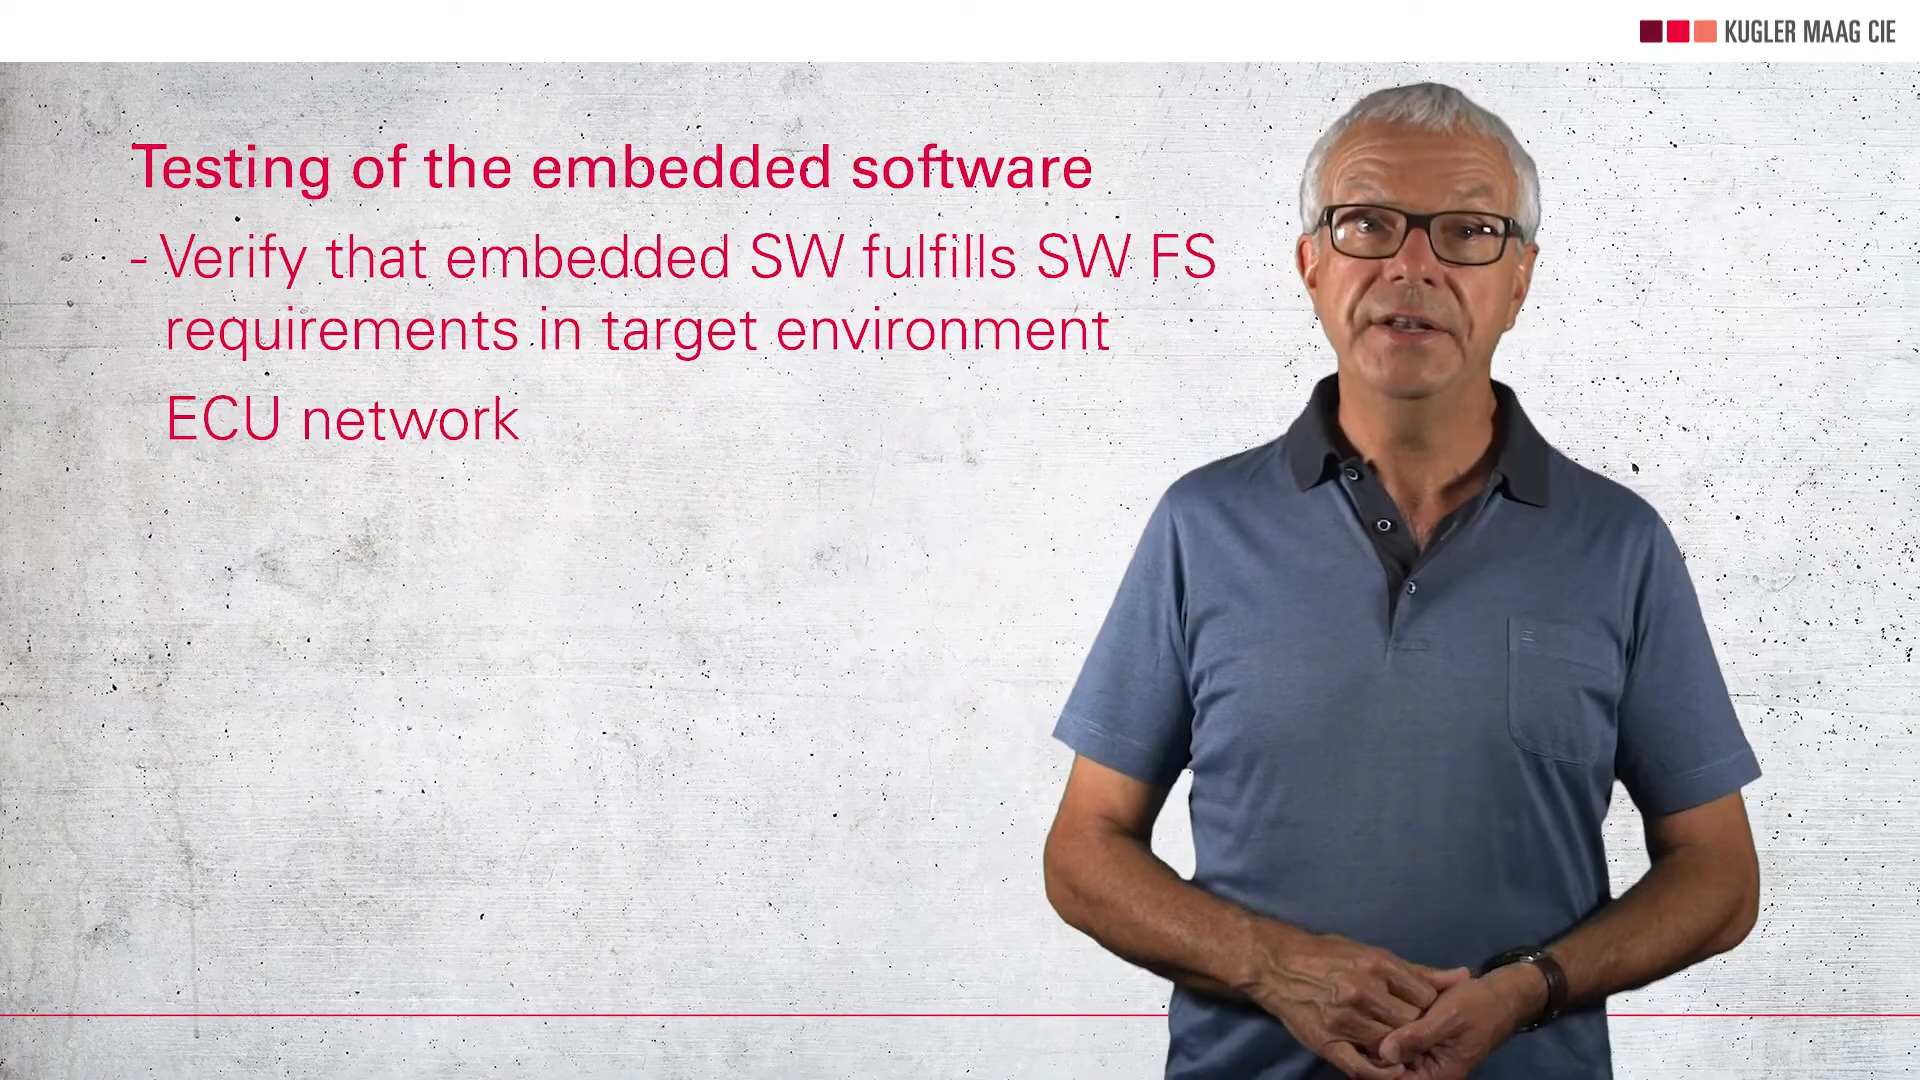 KUGLER MAAG CIE
Testing of the embedded software
- Verify that embedded SW fulfills SW FS
requirements in target environment
ECU network